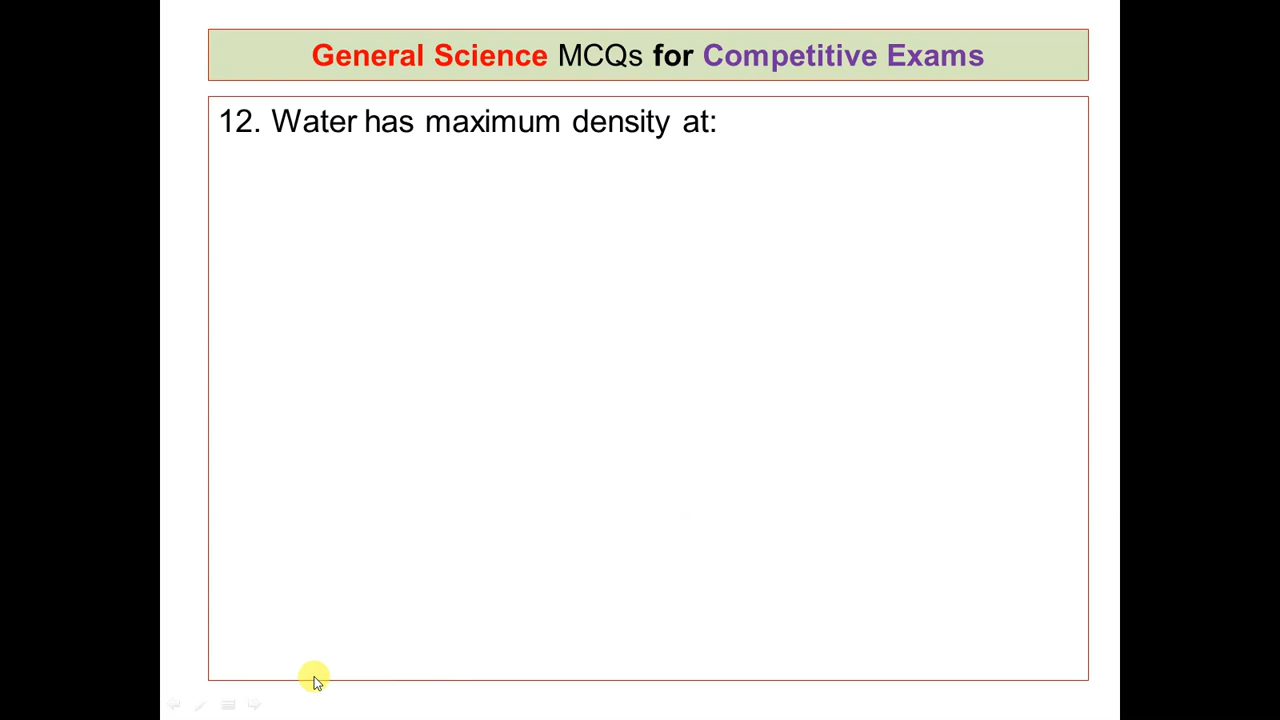 General Science MCQs for Competitive Exams
12. Water has maximum density at: